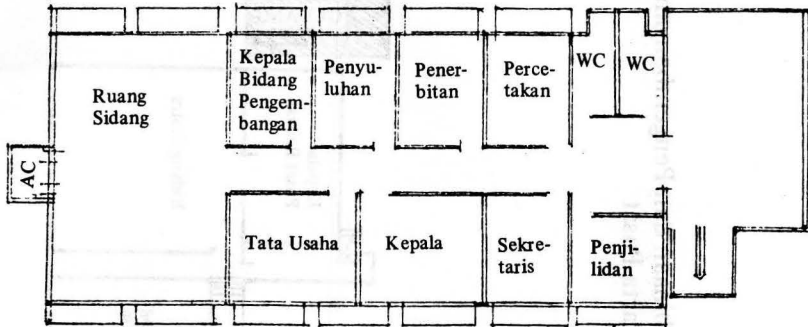 Ruang
Sidang
AC
Kepala
Bidang
Pengem-
bangan
Penyu-
luhan
Pener-
bitan
Perce-
takan
WC
WC
Tata Usaha
Kepala
Sekre-
taris
Penji-
lidan